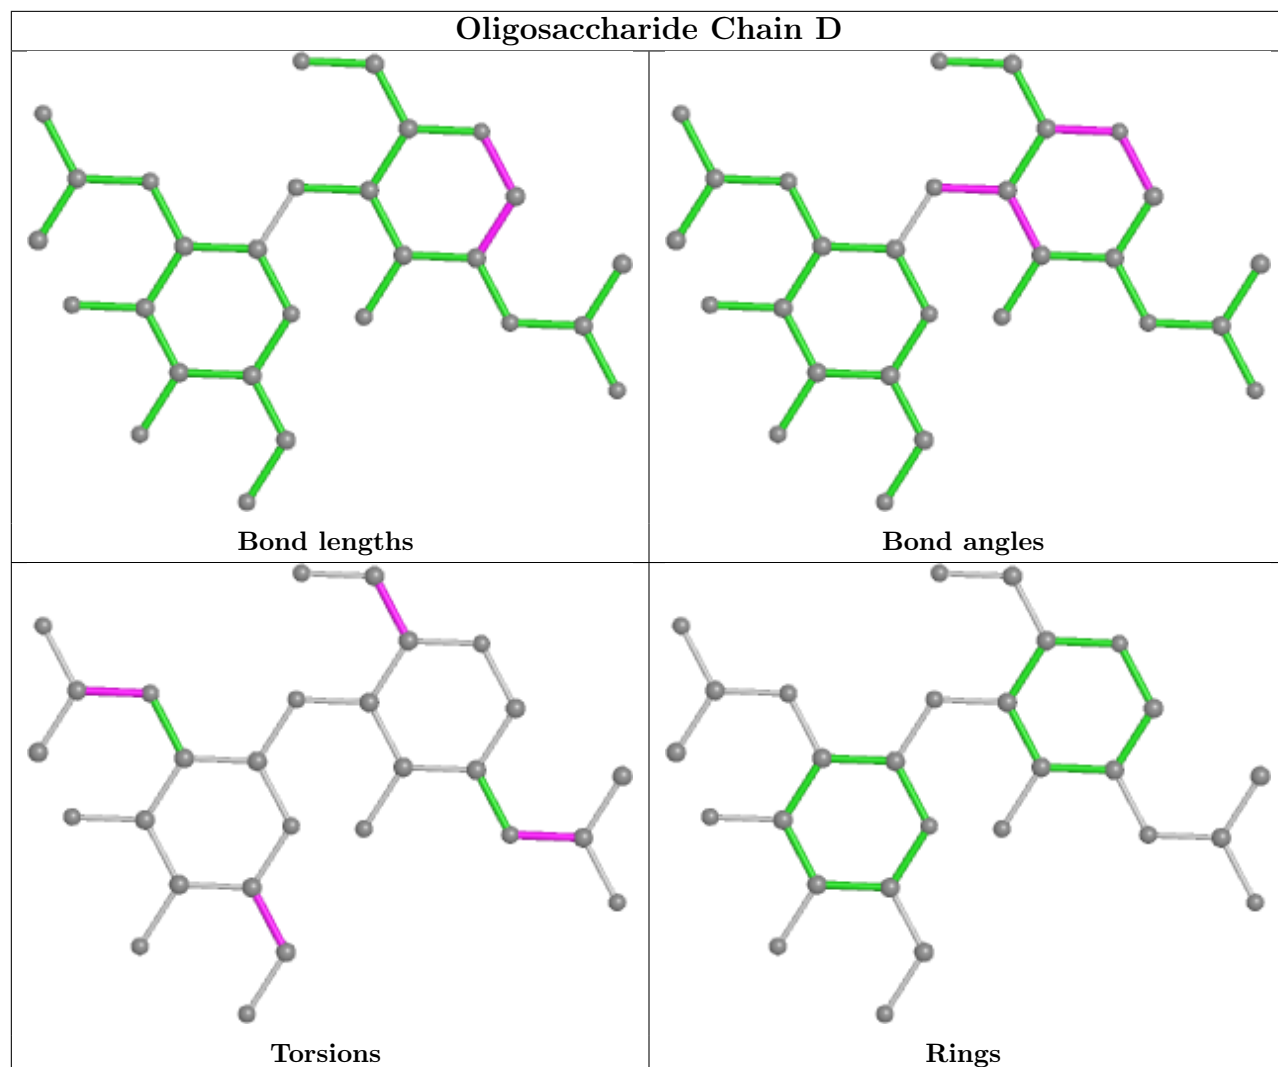 Oligosaccharide Chain D
Bond lengths
Bond angles
Torsions
Rings